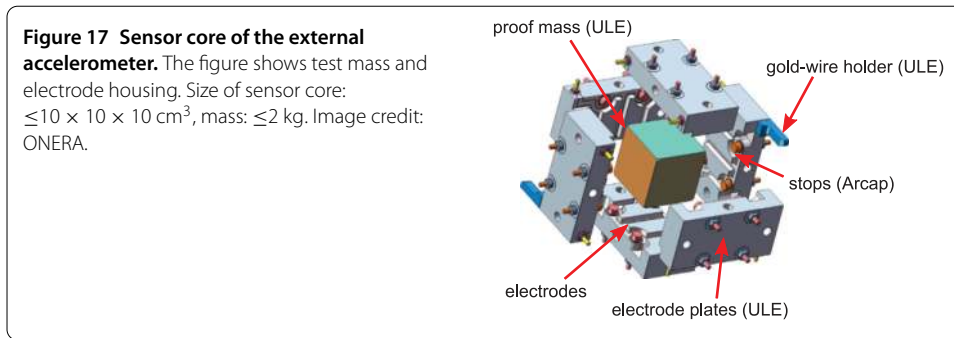 Figure 17 Sensor core of the external
accelerometer. The figure shows test mass and
electrode housing. Size of sensor core:
≤10 × 10 × 10 cm³, mass: ≤2 kg. Image credit:
ONERA.
proof mass (ULE)
gold-wire holder (ULE)
stops (Arcap)
electrodes
electrode plates (ULE)